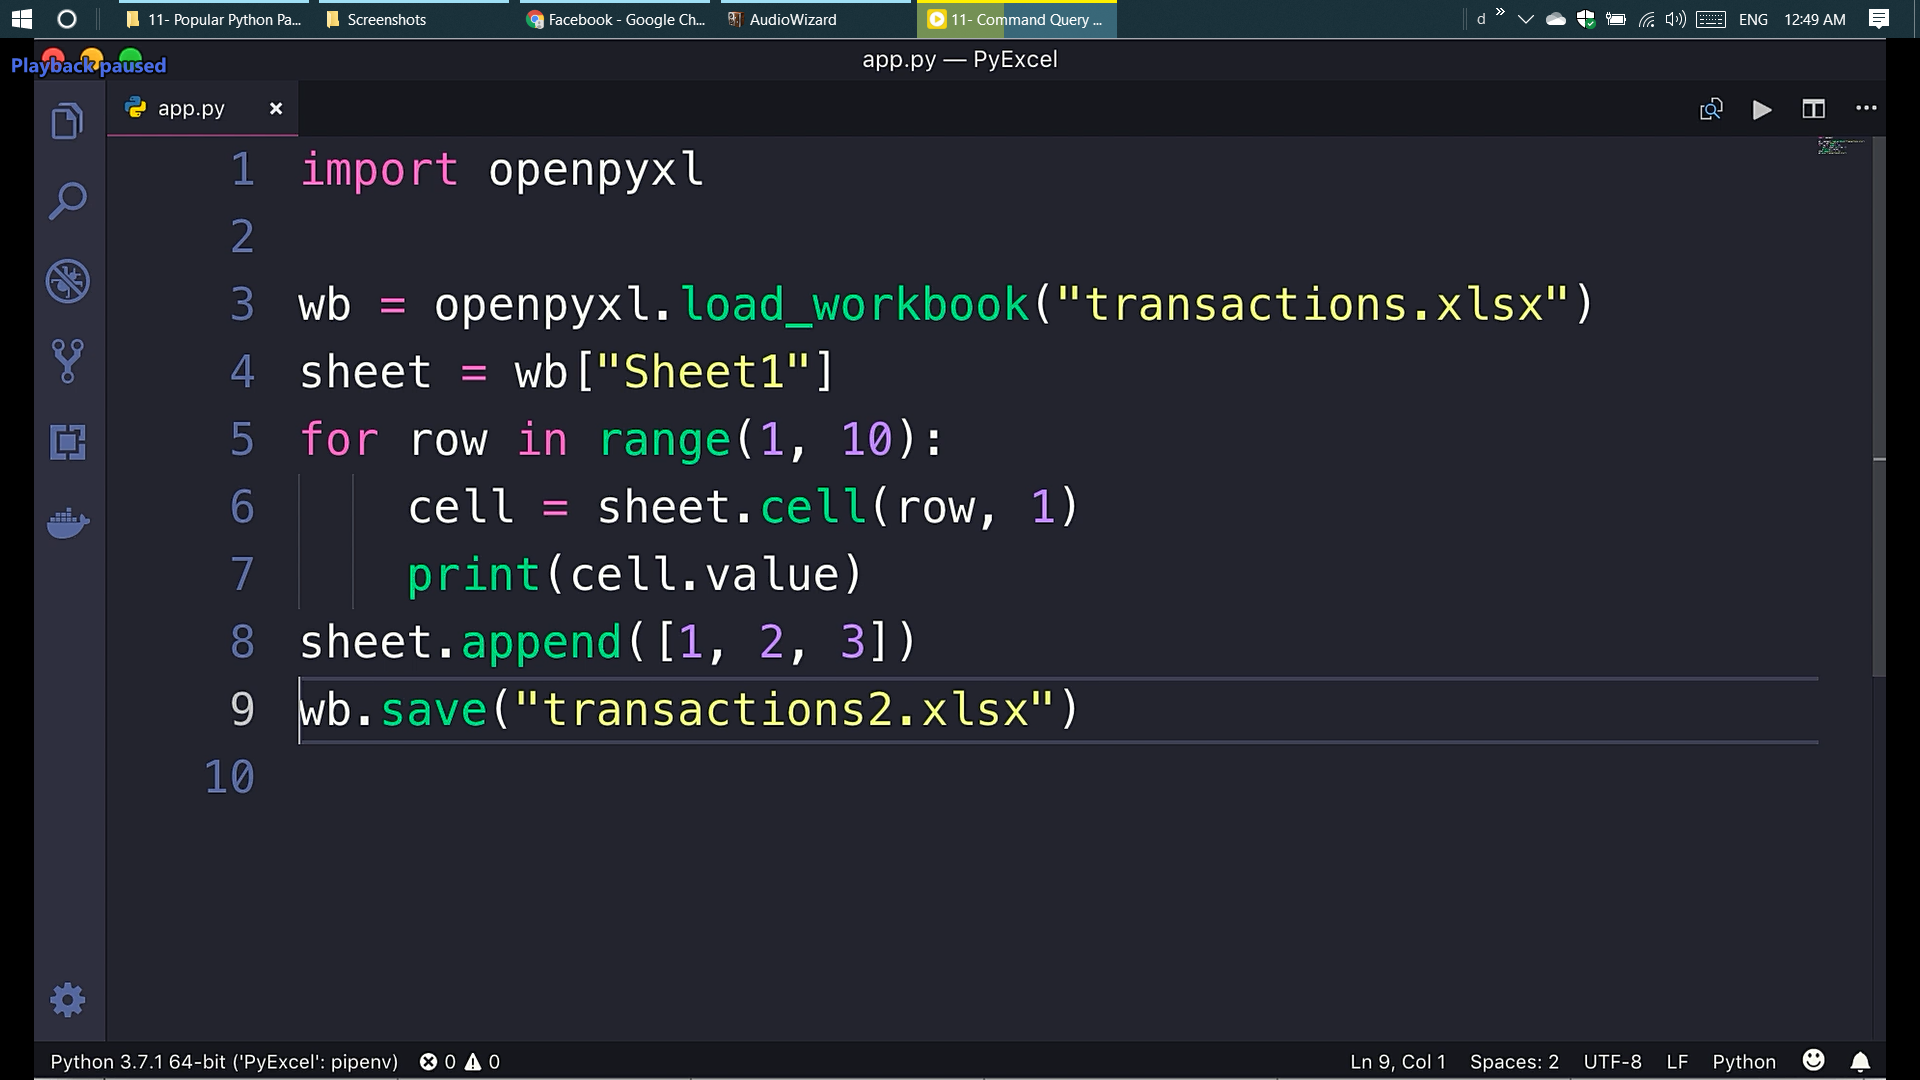 11- Popular Python Pa...
Screenshots
Facebook - Google Ch...
AudioWizard
11- Command Query ...
d
ENG
12:49 AM
Playback paused
app.py — PyExcel
app.py
1 import openpyxl
2
3 wb = openpyxl.load_workbook("transactions.xlsx")
4 sheet = wb["Sheet1"]
5 for row in range(1, 10):
6     cell = sheet.cell(row, 1)
7     print(cell.value)
8 sheet.append([1, 2, 3])
9 wb.save("transactions2.xlsx")
10
Python 3.7.1 64-bit ('PyExcel': pipenv) 0 0 Ln 9, Col 1 Spaces: 2 UTF-8 LF Python